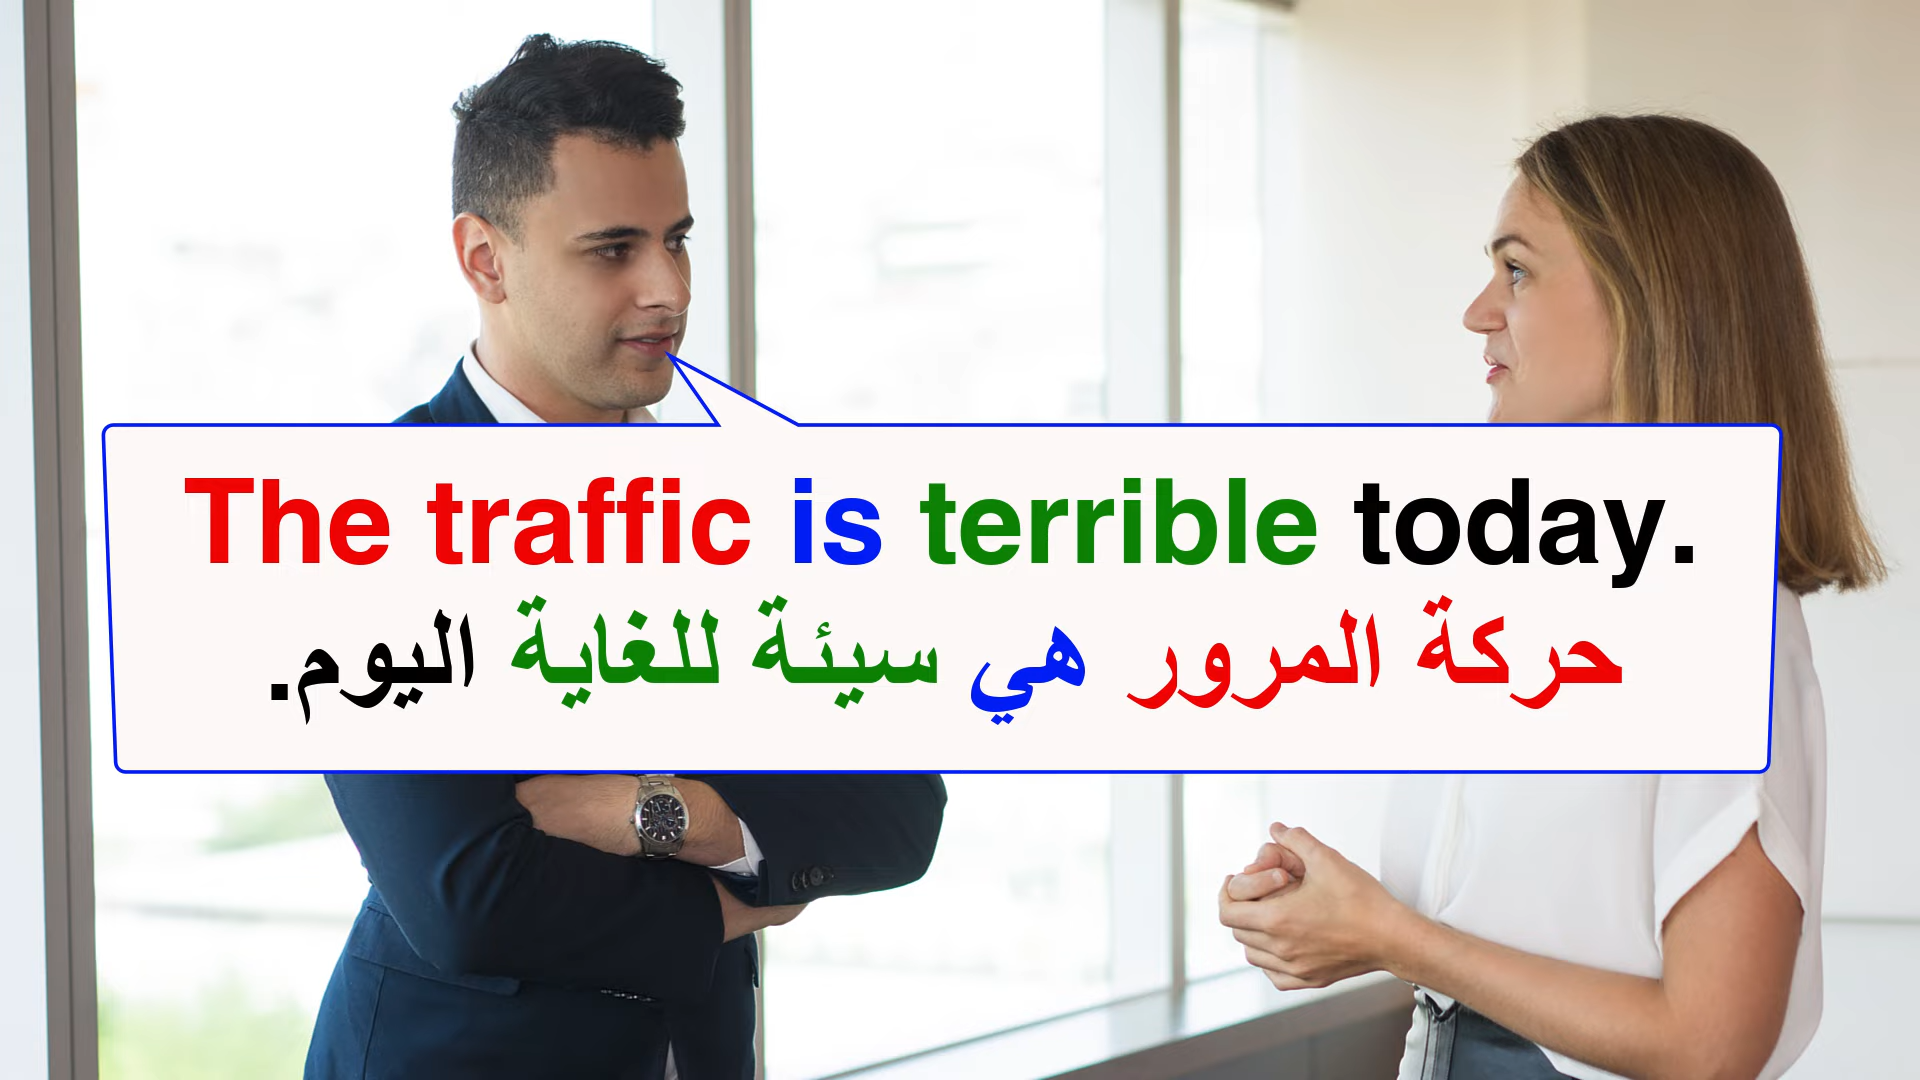 The traffic is terrible today.
حركة المرور هي سيئة للغاية اليوم.